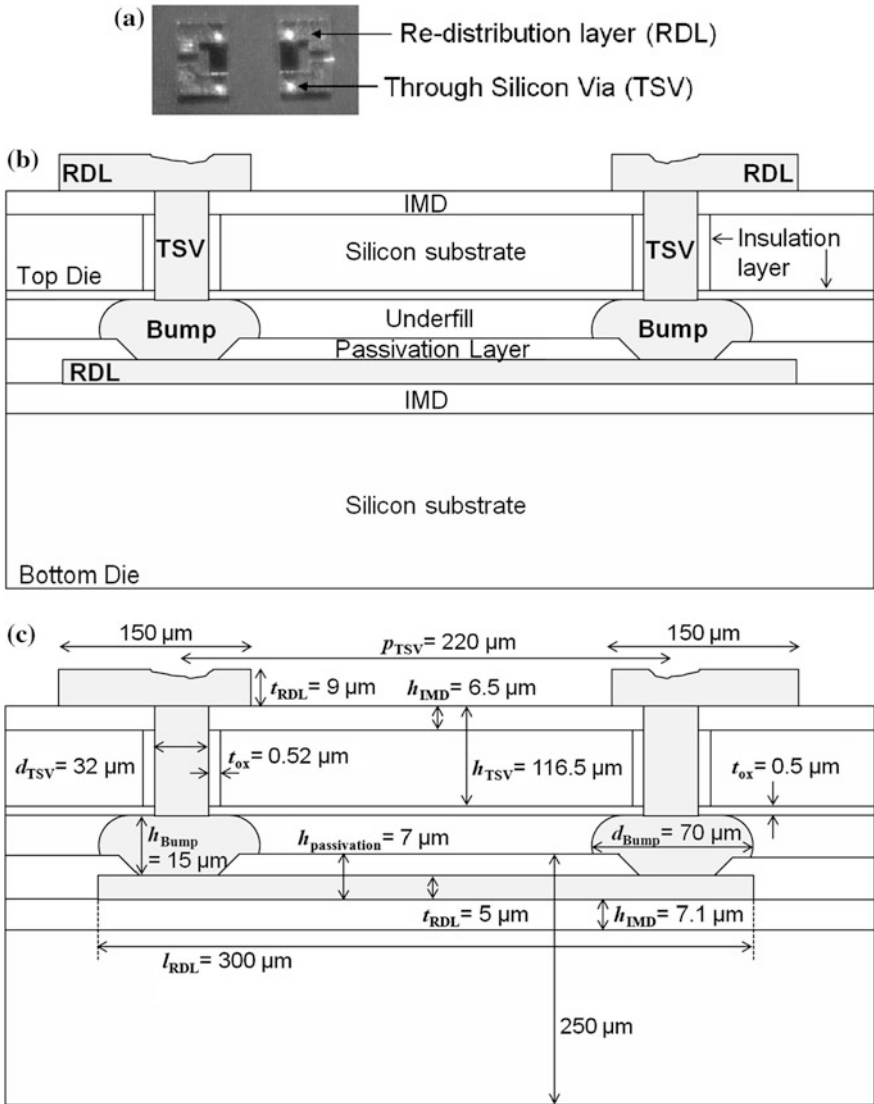 (a)
Re-distribution layer (RDL)
Through Silicon Via (TSV)
(b)
RDL
RDL
IMD
TSV
Silicon substrate
TSV
Insulation
layer
Top Die
Bump
Underfill
Bump
Passivation Layer
RDL
IMD
Silicon substrate
Bottom Die
(c)
150 µm
150 µm
pTSV= 220 µm
tRDL= 9 µm
hIMD= 6.5 µm
dTSV= 32 µm
tox= 0.52 µm
hTSV= 116.5 µm
tox= 0.5 µm
hBump
= 15 µm
hpassivation= 7 µm
dBump= 70 µm
tRDL= 5 µm
hIMD= 7.1 µm
lRDL= 300 µm
250 µm